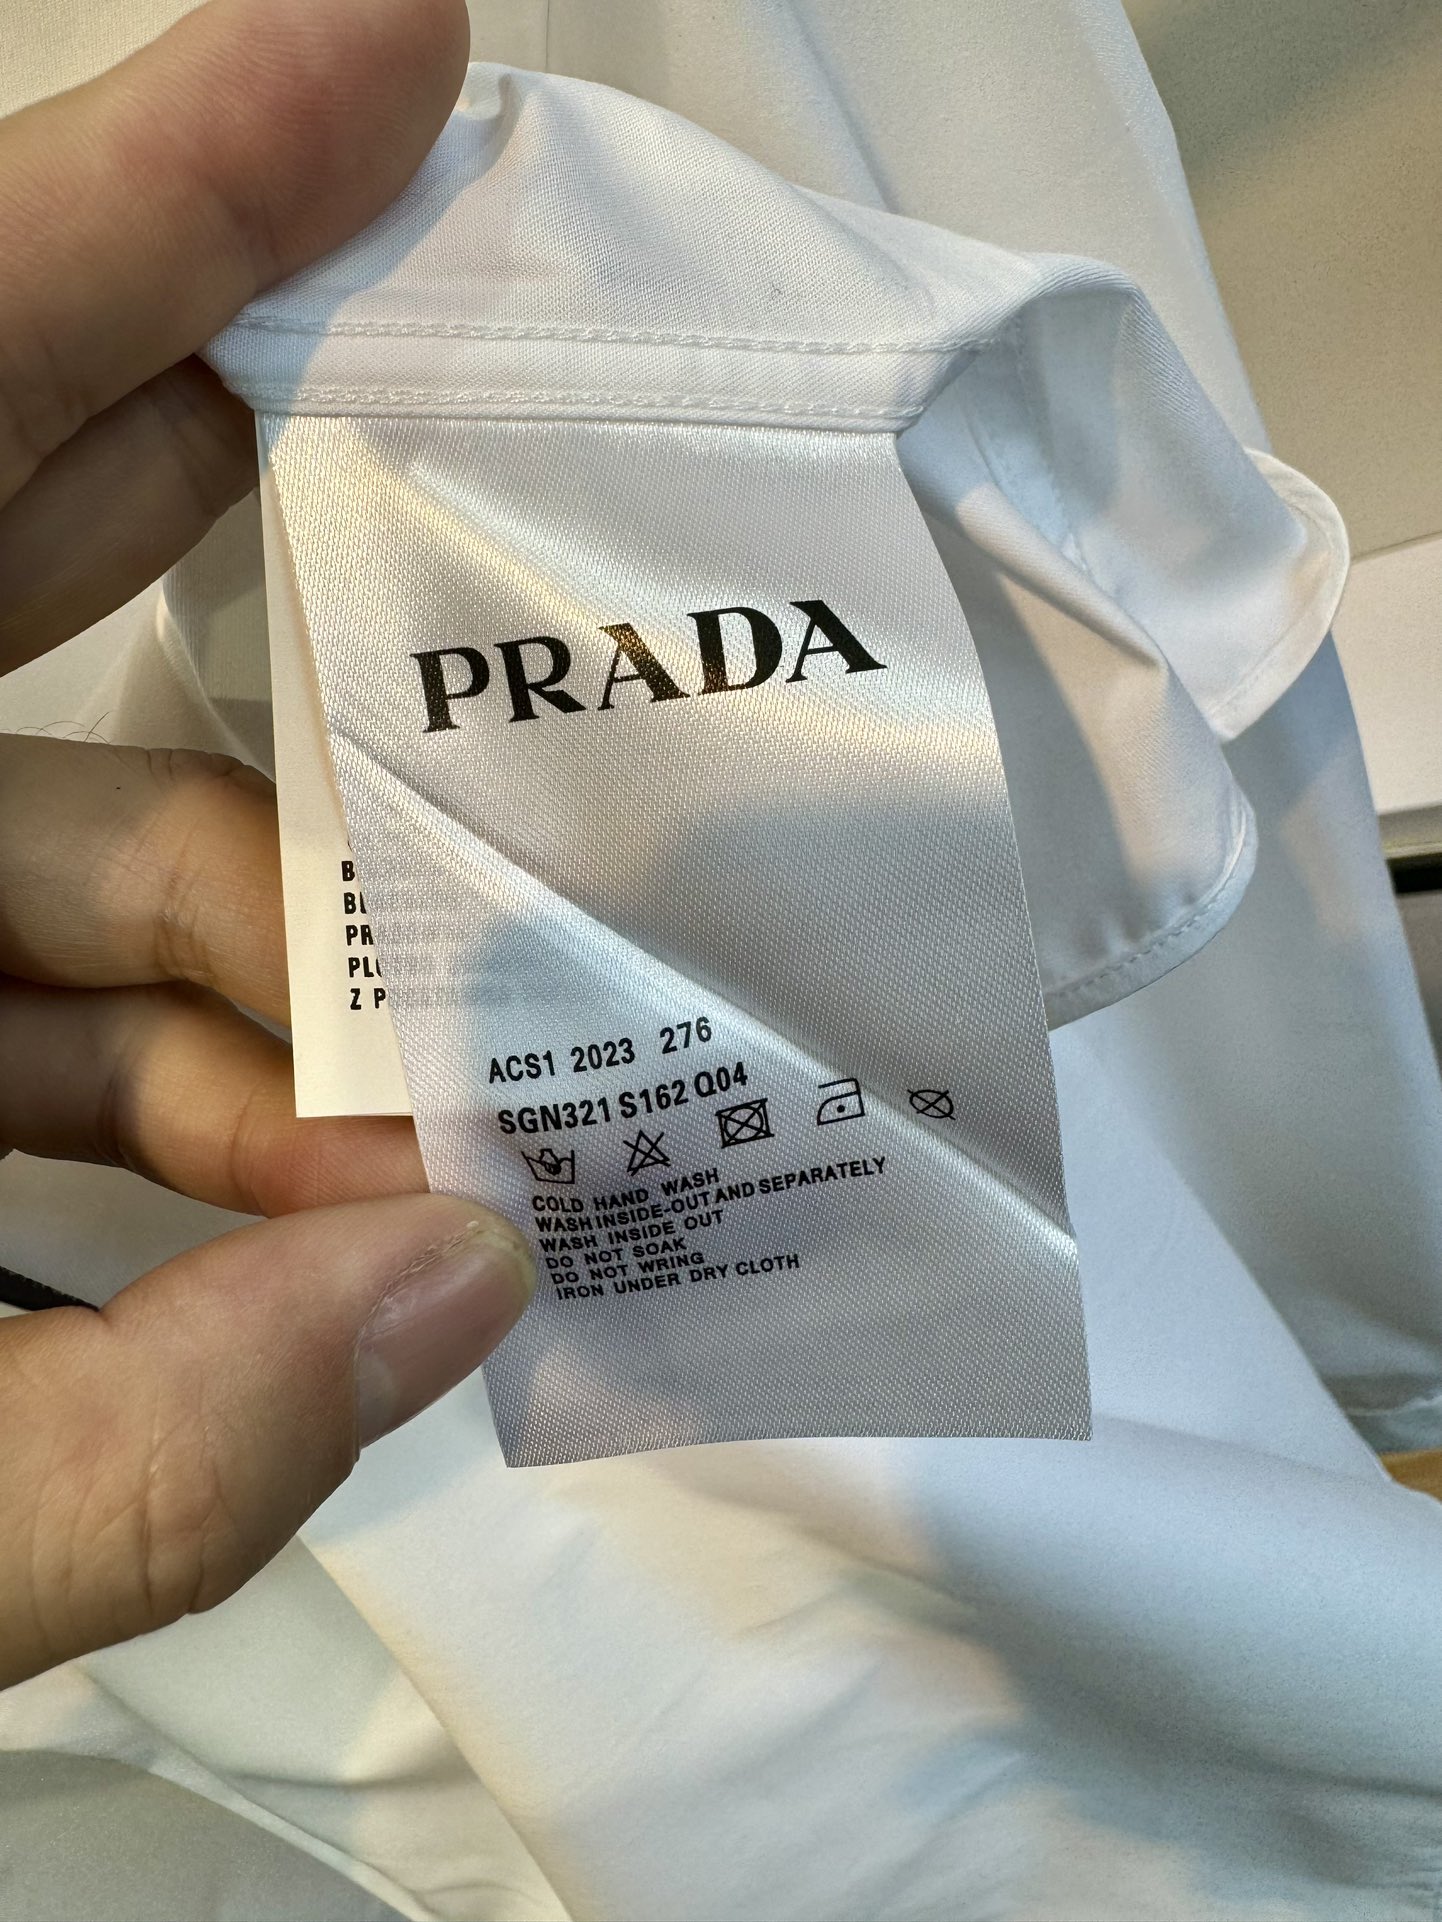 PRADA
ACS1 2023 276
SGN321 S162 Q04
COLD HAND WASH
WASH INSIDE-OUT AND SEPARATELY
WASH INSIDE OUT
DO NOT SOAK
DO NOT WRING
IRON UNDER DRY CLOTH